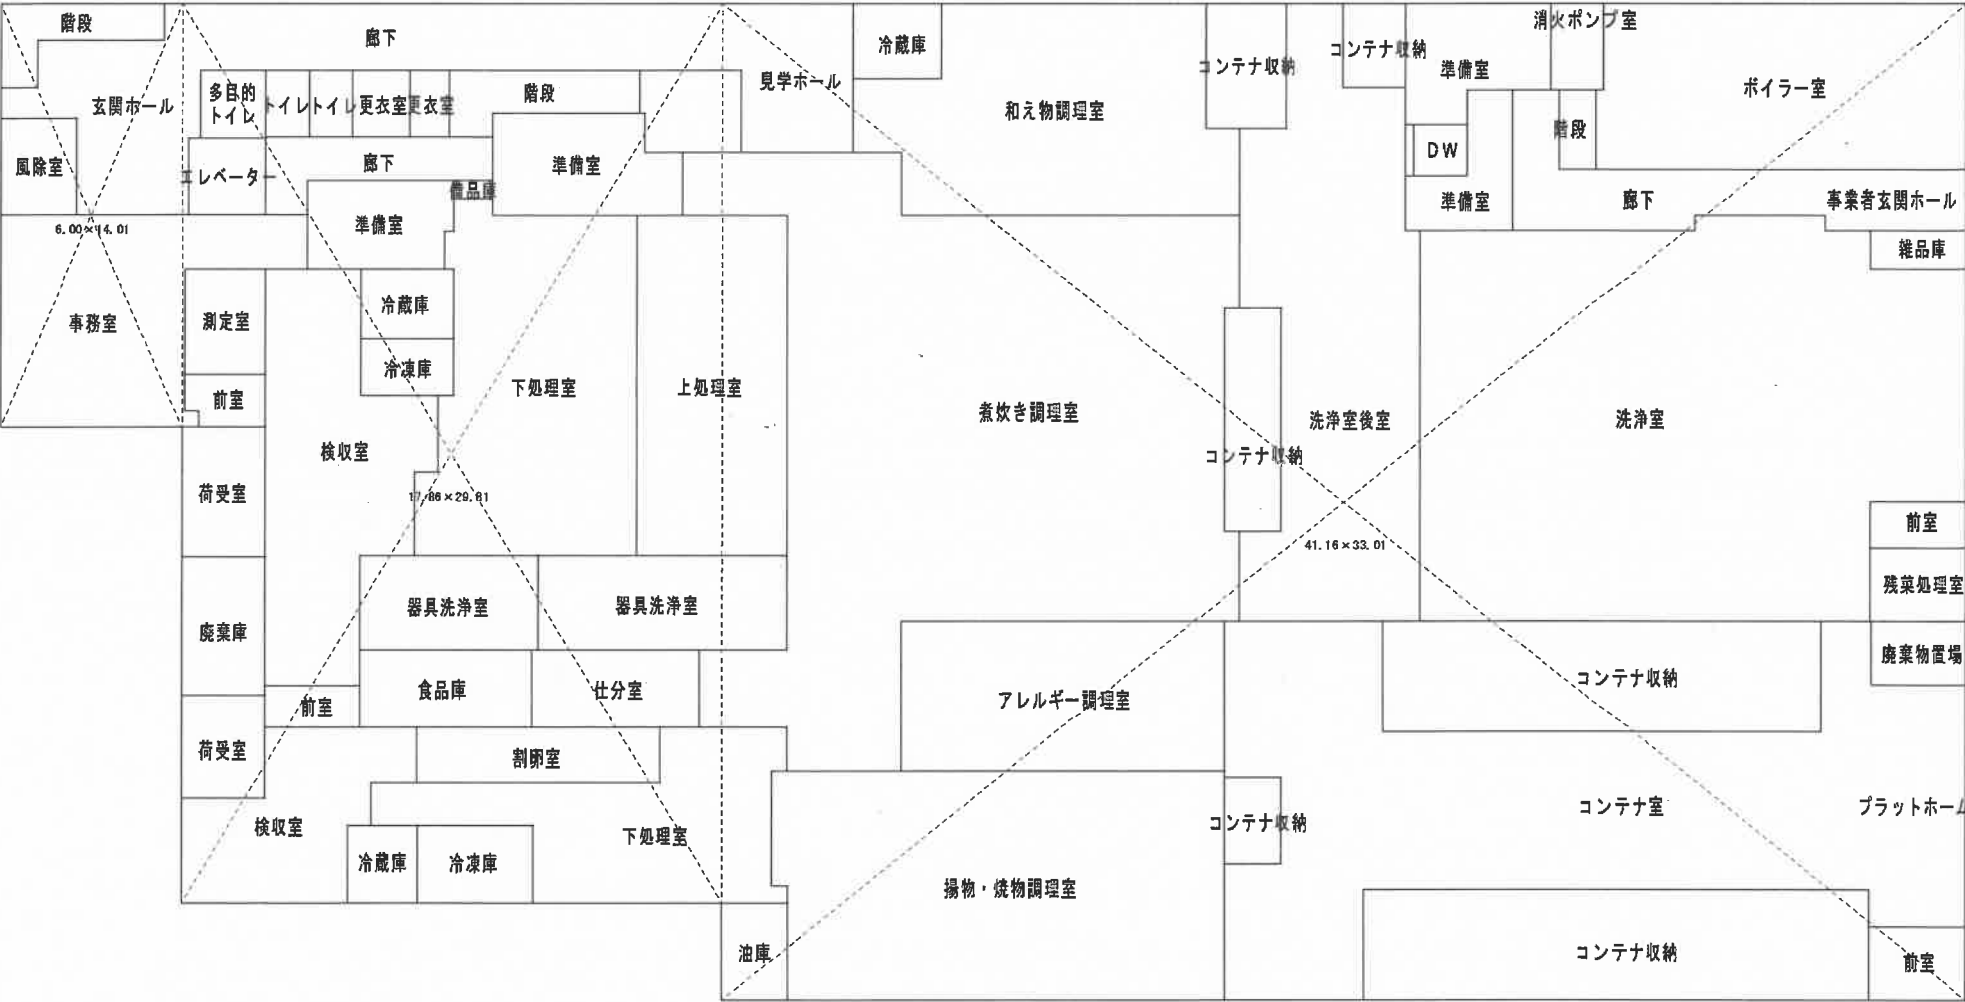 階段
廊下
冷蔵庫
見学ホール
コンテナ収納
コンテナ収納
消火ポンプ室
準備室
ボイラー室
玄関ホール
多目的
トイレ
トイレ
トイレ
更衣室
更衣室
階段
和え物調理室
階段
風除室
エレベーター
廊下
備品庫
準備室
DW
準備室
準備室
廊下
事業者玄関ホール
6.00×14.01
雑品庫
事務室
測定室
冷蔵庫
冷凍庫
前室
下処理室
上処理室
煮炊き調理室
洗浄室後室
洗浄室
検収室
コンテナ収納
荷受室
17.86×29.81
41.16×33.01
前室
残菜処理室
器具洗浄室
器具洗浄室
廃棄庫
廃棄物置場
食品庫
仕分室
前室
アレルギー調理室
コンテナ収納
荷受室
割卵室
コンテナ室
プラットホーム
検収室
下処理室
コンテナ収納
冷蔵庫
冷凍庫
揚物・焼物調理室
油庫
コンテナ収納
前室